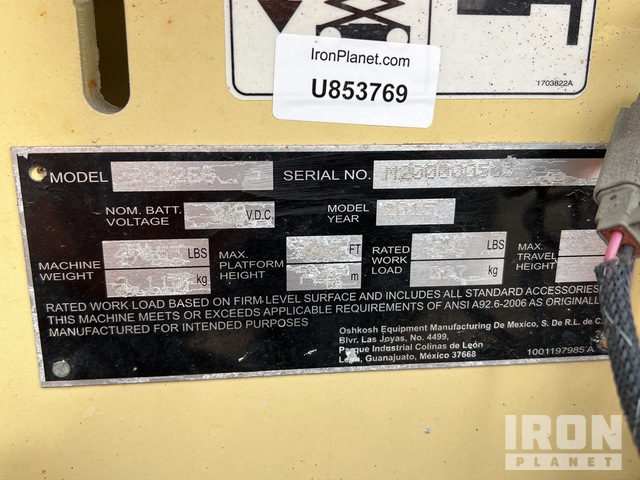 IronPlanet.com
U853769
1703822A
MODEL
SERIAL NO.
NOM. BATT. VOLTAGE
V.D.C.
MODEL YEAR
MACHINE WEIGHT
LBS
kg
MAX. PLATFORM HEIGHT
FT
m
RATED WORK LOAD
LBS
kg
MAX. TRAVEL HEIGHT
RATED WORK LOAD BASED ON FIRM LEVEL SURFACE AND INCLUDES ALL STANDARD ACCESSORIES
THIS MACHINE MEETS OR EXCEEDS APPLICABLE REQUIREMENTS OF ANSI A92.6-2006 AS ORIGINALL
MANUFACTURED FOR INTENDED PURPOSES
Oshkosh Equipment Manufacturing De Mexico, S. De R.L. de C.
Blvr. Las Joyas, No. 4499,
Parque Industrial Colinas de León
León, Guanajuato, México 37668
1001197985 A
IRON
PLANET